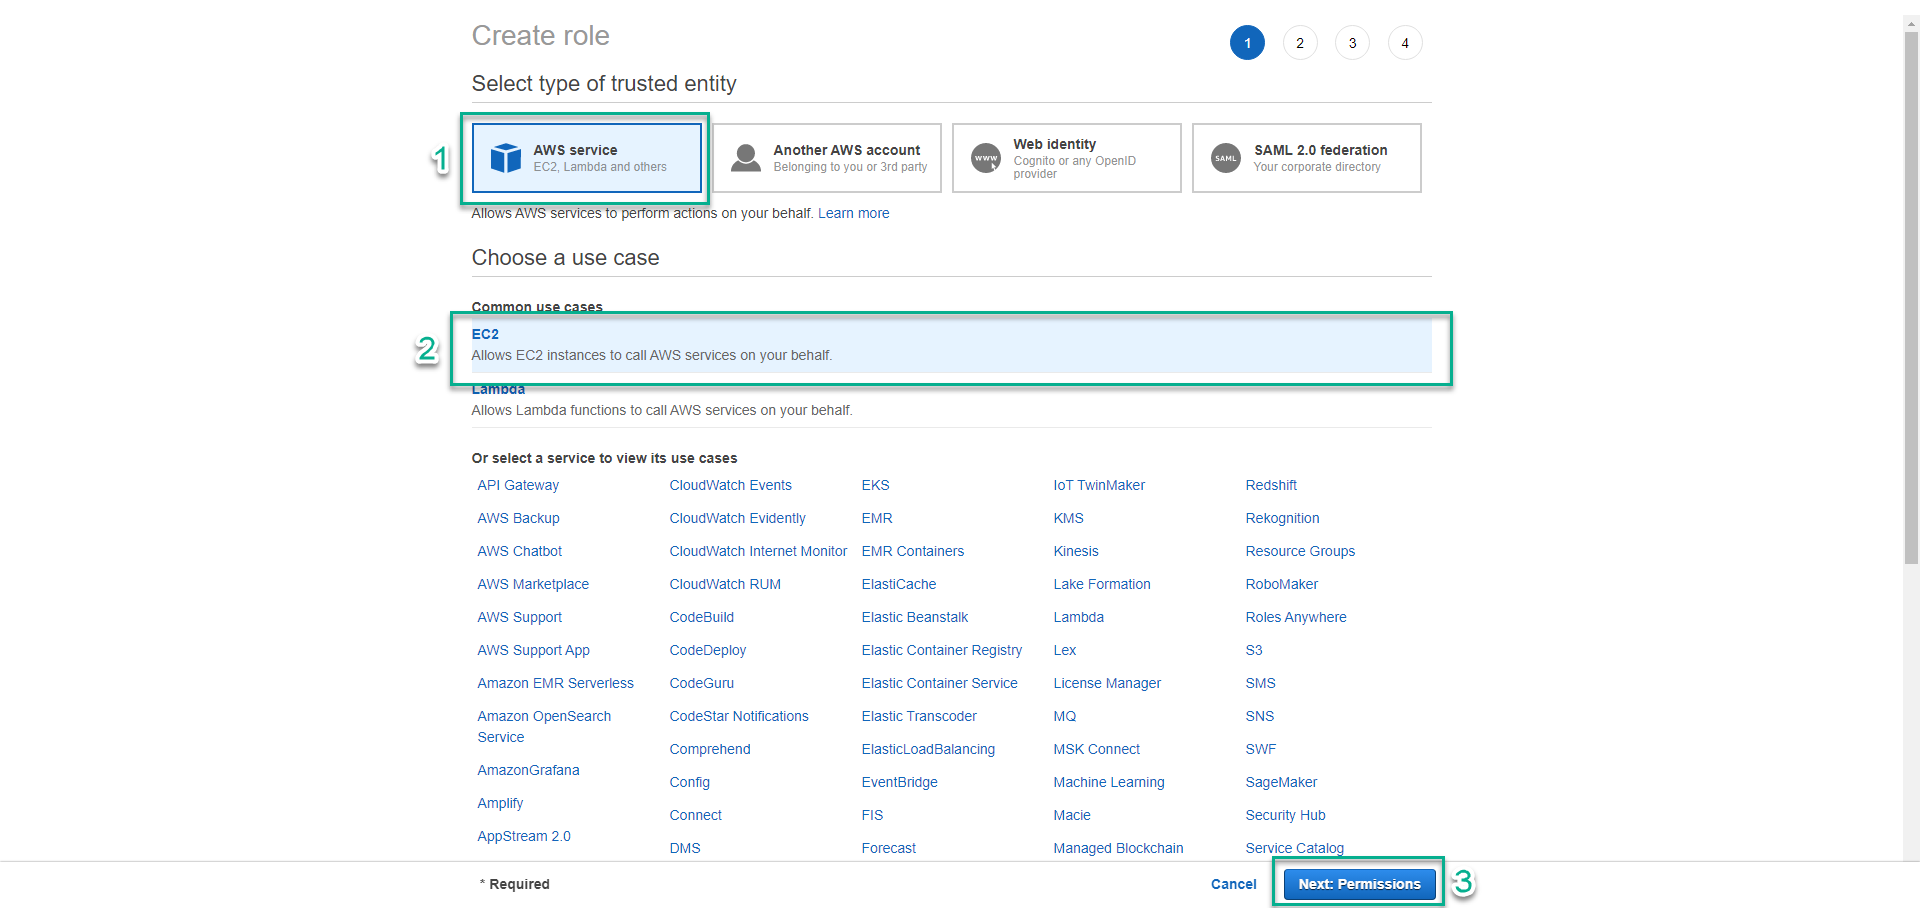 Create role
1 2 3 4
Select type of trusted entity
1
AWS service
EC2, Lambda and others
Another AWS account
Belonging to you or 3rd party
www
Web identity
Cognito or any OpenID
provider
SAML
SAML 2.0 federation
Your corporate directory
Allows AWS services to perform actions on your behalf. Learn more
Choose a use case
Common use cases
2
EC2
Allows EC2 instances to call AWS services on your behalf.
Lambda
Allows Lambda functions to call AWS services on your behalf.
Or select a service to view its use cases
API Gateway
AWS Backup
AWS Chatbot
AWS Marketplace
AWS Support
AWS Support App
Amazon EMR Serverless
Amazon OpenSearch
Service
AmazonGrafana
Amplify
AppStream 2.0
CloudWatch Events
CloudWatch Evidently
CloudWatch Internet Monitor
CloudWatch RUM
CodeBuild
CodeDeploy
CodeGuru
CodeStar Notifications
Comprehend
Config
Connect
DMS
EKS
EMR
EMR Containers
ElastiCache
Elastic Beanstalk
Elastic Container Registry
Elastic Container Service
Elastic Transcoder
ElasticLoadBalancing
EventBridge
FIS
Forecast
IoT TwinMaker
KMS
Kinesis
Lake Formation
Lambda
Lex
License Manager
MQ
MSK Connect
Machine Learning
Macie
Managed Blockchain
Redshift
Rekognition
Resource Groups
RoboMaker
Roles Anywhere
S3
SMS
SNS
SWF
SageMaker
Security Hub
Service Catalog
* Required
Cancel
Next: Permissions
3